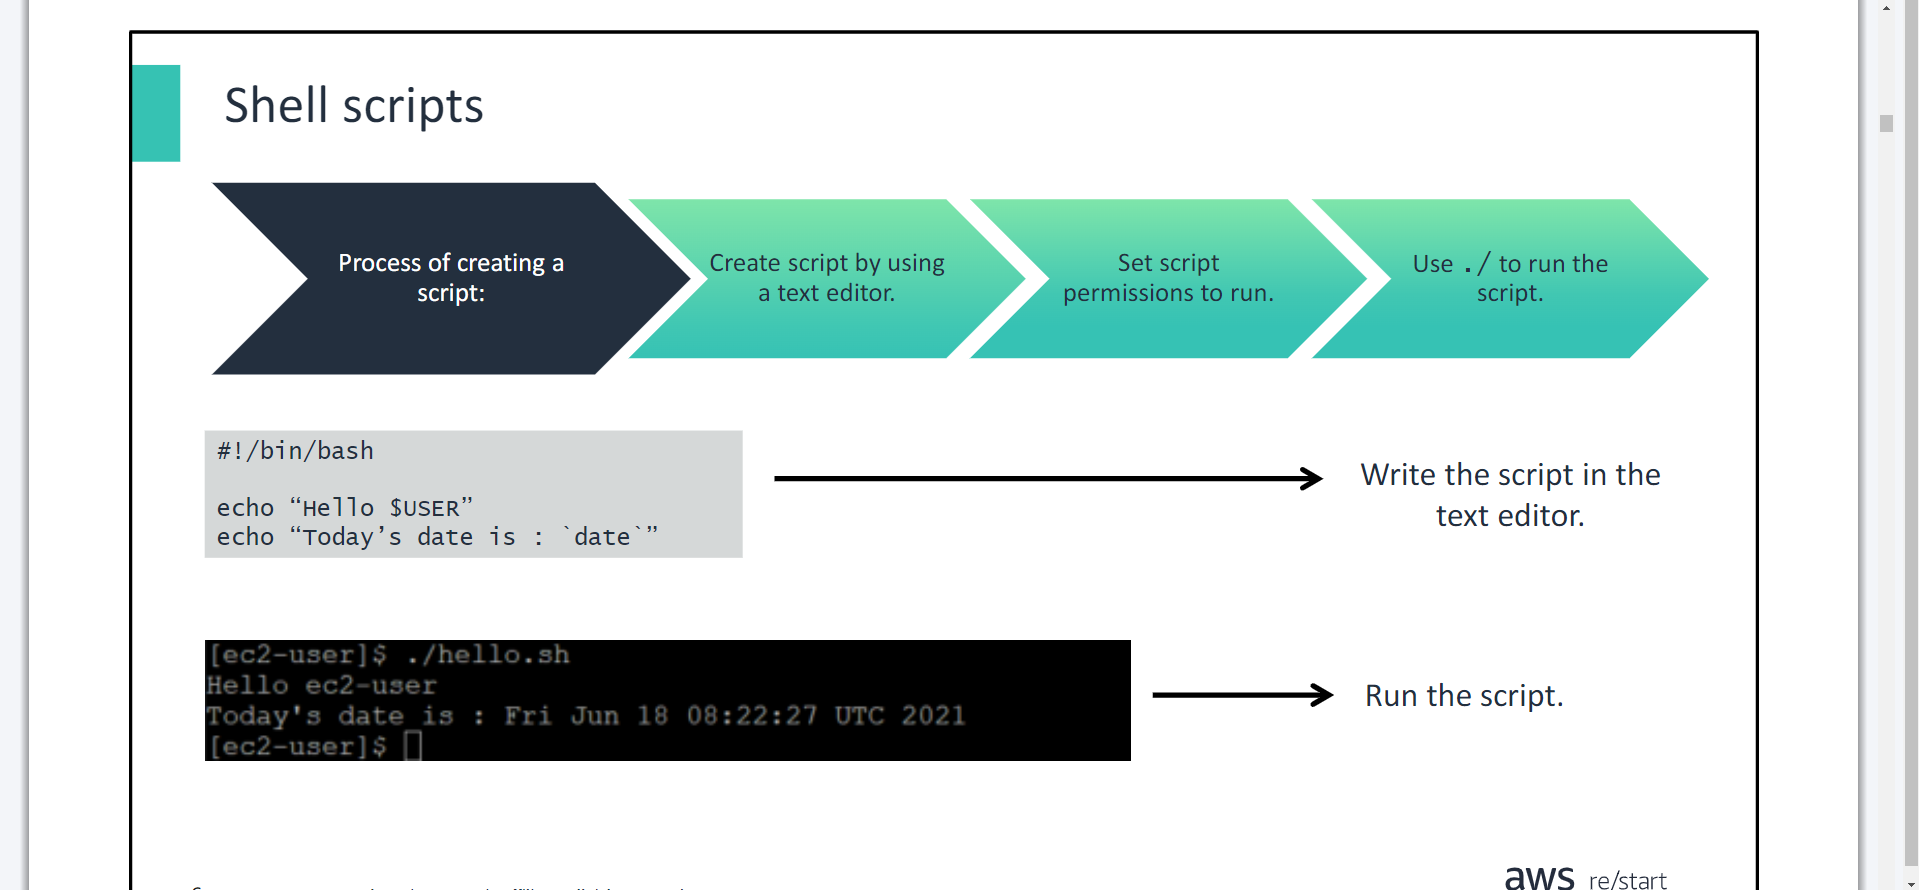 Shell scripts
Process of creating a
script:
Create script by using
a text editor.
Set script
permissions to run.
Use ./ to run the
script.
#!/bin/bash
echo “Hello $USER”
echo “Today’s date is : `date`”
Write the script in the
text editor.
[ec2-user]$ ./hello.sh
Hello ec2-user
Today's date is : Fri Jun 18 08:22:27 UTC 2021
[ec2-user]$
Run the script.
aws re/start